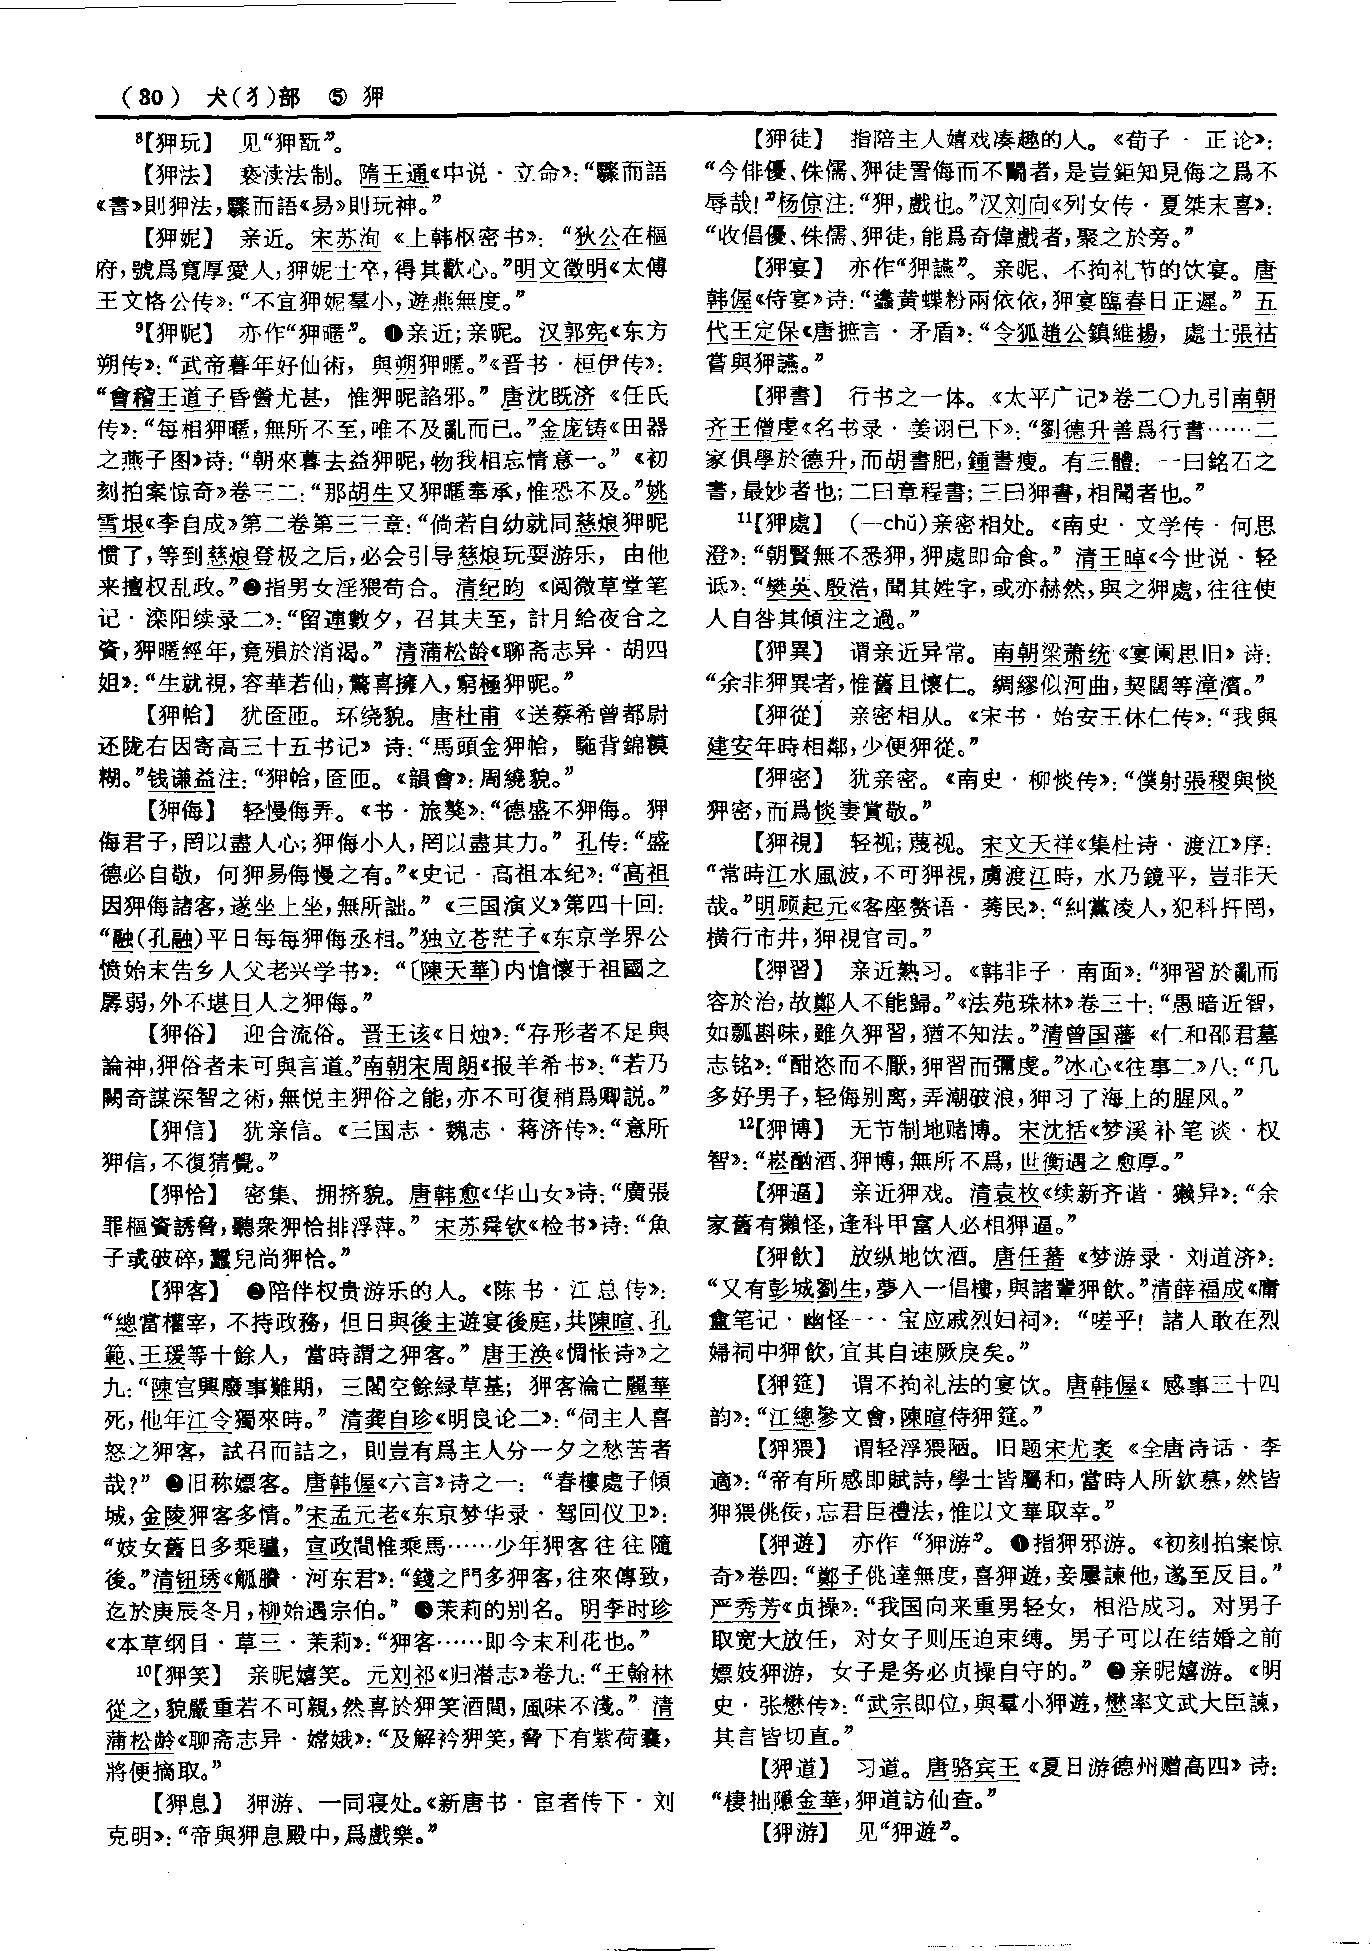 (80) 犬(犭)部 ⑤ 狎
⁸【狎玩】 见“狎翫”。
【狎法】 亵渎法制。隋王通《中说·立命》：“驟而語
《書》則狎法，驟而語《易》則玩神。”
【狎妮】 亲近。宋苏洵《上韩枢密书》：“狄公在樞
府，號爲寬厚愛人，狎妮士卒，得其歡心。”明文徵明《太傅
王文恪公传》：“不宜狎妮羣小，遊燕無度。”
⁹【狎昵】 亦作“狎暱”。❶亲近；亲昵。汉郭宪《东方
朔传》：“武帝暮年好仙術，與朔狎暱。”《晋书·桓伊传》：
“會稽王道子昏醟尤甚，惟狎昵諂邪。”唐沈既济《任氏
传》：“每相狎暱，無所不至，唯不及亂而已。”金庞铸《田器
之燕子图》诗：“朝來暮去益狎昵，物我相忘情意一。”《初
刻拍案惊奇》卷三二：“那胡生又狎暱奉承，惟恐不及。”姚
雪垠《李自成》第二卷第三三章：“倘若自幼就同慈烺狎昵
惯了，等到慈烺登极之后，必会引导慈烺玩耍游乐，由他
来擅权乱政。”❷指男女淫猥苟合。清纪昀《阅微草堂笔
记·滦阳续录二》：“留連數夕，召其夫至，計月給夜合之
資，狎暱經年，竟殞於消渴。”清蒲松龄《聊斋志异·胡四
姐》：“生就視，容華若仙，驚喜擁入，窮極狎昵。”
【狎帢】 犹匼匝。环绕貌。唐杜甫《送蔡希曾都尉
还陇右因寄高三十五书记》诗：“馬頭金狎帢，駞背錦模
糊。”钱谦益注：“狎帢，匼匝。《韻會》：周繞貌。”
【狎侮】 轻慢侮弄。《书·旅獒》：“德盛不狎侮。狎
侮君子，罔以盡人心；狎侮小人，罔以盡其力。”孔传：“盛
德必自敬，何狎易侮慢之有。”《史记·高祖本纪》：“高祖
因狎侮諸客，遂坐上坐，無所詘。”《三国演义》第四十回：
“融(孔融)平日每每狎侮丞相。”独立苍茫子《东京学界公
愤始末告乡人父老兴学书》：“〔陳天華〕内愴懷于祖國之
孱弱，外不堪日人之狎侮。”
【狎俗】 迎合流俗。晋王该《日烛》：“存形者不足與
論神，狎俗者未可與言道。”南朝宋周朗《报羊希书》：“若乃
闕奇謀深智之術，無悦主狎俗之能，亦不可復稍爲卿説。”
【狎信】 犹亲信。《三国志·魏志·蒋济传》：“意所
狎信，不復猜覺。”
【狎恰】 密集、拥挤貌。唐韩愈《华山女》诗：“廣張
罪福資誘脅，聽衆狎恰排浮萍。”宋苏舜钦《检书》诗：“魚
子或破碎，蠶兒尚狎恰。”
【狎客】 ❶陪伴权贵游乐的人。《陈书·江总传》：
“總當權宰，不持政務，但日與後主遊宴後庭，共陳暄、孔
範、王瑗等十餘人，當時謂之狎客。”唐王涣《惆怅诗》之
九：“陳宫興廢事難期，三閣空餘緑草基；狎客淪亡麗華
死，他年江令獨來時。”清龚自珍《明良论二》：“伺主人喜
怒之狎客，試召而詰之，則豈有爲主人分一夕之愁苦者
哉？”❷旧称嫖客。唐韩偓《六言》诗之一：“春樓處子傾
城，金陵狎客多情。”宋孟元老《东京梦华录·驾回仪卫》：
“妓女舊日多乘驢，宣政間惟乘馬……少年狎客往往隨
後。”清钮琇《觚賸·河东君》：“錢之門多狎客，往來傳致，
迄於庚辰冬月，柳始遇宗伯。”❸茉莉的别名。明李时珍
《本草纲目·草三·茉莉》：“狎客……即今末利花也。”
¹⁰【狎笑】 亲昵嬉笑。元刘祁《归潜志》卷九：“王翰林
從之，貌嚴重若不可親，然喜於狎笑酒間，風味不淺。”清
蒲松龄《聊斋志异·嫦娥》：“及解衿狎笑，脅下有紫荷囊，
將便摘取。”
【狎息】 狎游、一同寝处。《新唐书·宦者传下·刘
克明》：“帝與狎息殿中，爲戲樂。”
【狎徒】 指陪主人嬉戏凑趣的人。《荀子·正论》：
“今俳優、侏儒、狎徒詈侮而不鬭者，是豈鉅知見侮之爲不
辱哉！”杨倞注：“狎，戲也。”汉刘向《列女传·夏桀末喜》：
“收倡優、侏儒、狎徒，能爲奇偉戲者，聚之於旁。”
【狎宴】 亦作“狎讌”。亲昵、不拘礼节的饮宴。唐
韩偓《侍宴》诗：“蜂黄蝶粉兩依依，狎宴臨春日正遲。”五
代王定保《唐摭言·矛盾》：“令狐趙公鎮維揚，處士張祜
嘗與狎讌。”
【狎書】 行书之一体。《太平广记》卷二〇九引南朝
齐王僧虔《名书录·姜诩已下》：“劉德升善爲行書……二
家俱學於德升，而胡書肥，鍾書瘦。有三體：一曰銘石之
書，最妙者也；二曰章程書；三曰狎書，相聞者也。”
¹¹【狎處】 (—chǔ)亲密相处。《南史·文学传·何思
澄》：“朝賢無不悉狎，狎處即命食。”清王晫《今世说·轻
诋》：“樊英、殷浩，聞其姓字，或亦赫然，與之狎處，往往使
人自咎其傾注之過。”
【狎異】 谓亲近异常。南朝梁萧统《宴阑思旧》诗：
“余非狎異者，惟舊且懷仁。綢繆似河曲，契闊等漳濱。”
【狎從】 亲密相从。《宋书·始安王休仁传》：“我與
建安年時相鄰，少便狎從。”
【狎密】 犹亲密。《南史·柳惔传》：“僕射張稷與惔
狎密，而爲惔妻賞敬。”
【狎視】 轻视；蔑视。宋文天祥《集杜诗·渡江》序：
“常時江水風波，不可狎視，虜渡江時，水乃鏡平，豈非天
哉。”明顾起元《客座赘语·莠民》：“糾黨凌人，犯科扞罔，
横行市井，狎視官司。”
【狎習】 亲近熟习。《韩非子·南面》：“狎習於亂而
容於治，故鄭人不能歸。”《法苑珠林》卷三十：“愚暗近智，
如瓢斟味，雖久狎習，猶不知法。”清曾国藩《仁和邵君墓
志铭》：“酣恣而不厭，狎習而彌虔。”冰心《往事二》八：“几
多好男子，轻侮别离，弄潮破浪，狎习了海上的腥风。”
¹²【狎博】 无节制地赌博。宋沈括《梦溪补笔谈·权
智》：“崧酗酒、狎博，無所不爲，世衡遇之愈厚。”
【狎逼】 亲近狎戏。清袁枚《续新齐谐·獭异》：“余
家舊有獺怪，逢科甲富人必相狎逼。”
【狎飲】 放纵地饮酒。唐任蕃《梦游录·刘道济》：
“又有彭城劉生，夢入一倡樓，與諸輩狎飲。”清薛福成《庸
盦笔记·幽怪一·宝应戚烈妇祠》：“嗟乎！諸人敢在烈
婦祠中狎飲，宜其自速厥戾矣。”
【狎筵】 谓不拘礼法的宴饮。唐韩偓《感事三十四
韵》：“江總參文會，陳暄侍狎筵。”
【狎猥】 谓轻浮猥陋。旧题宋尤袤《全唐诗话·李
適》：“帝有所感即賦詩，學士皆屬和，當時人所欽慕，然皆
狎猥佻佞，忘君臣禮法，惟以文華取幸。”
【狎遊】 亦作“狎游”。❶指狎邪游。《初刻拍案惊
奇》卷四：“鄭子佻達無度，喜狎遊，妾屢諫他，遂至反目。”
严秀芳《贞操》：“我国向来重男轻女，相沿成习。对男子
取宽大放任，对女子则压迫束缚。男子可以在结婚之前
嫖妓狎游，女子是务必贞操自守的。”❷亲昵嬉游。《明
史·张懋传》：“武宗即位，與羣小狎遊，懋率文武大臣諫，
其言皆切直。”
【狎道】 习道。唐骆宾王《夏日游德州赠高四》诗：
“棲拙隱金華，狎道訪仙查。”
【狎游】 见“狎遊”。